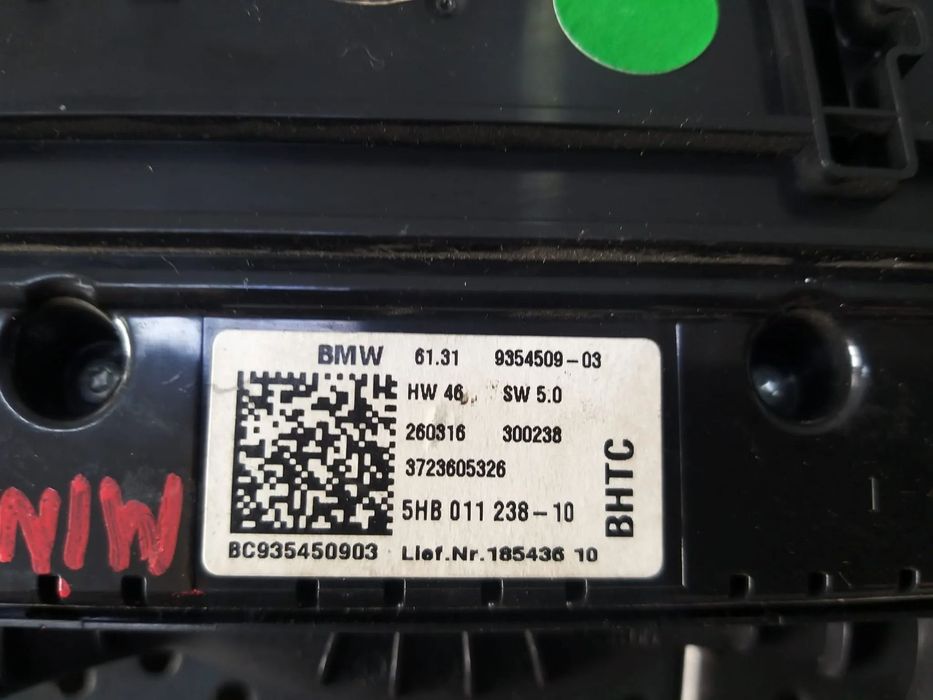 BMW 61.31 9354509-03
HW 46 SW 5.0
260316 300238
3723605326
5HB 011 238-10
BC935450903 Lief.Nr.185436 10
BHTC
NIW